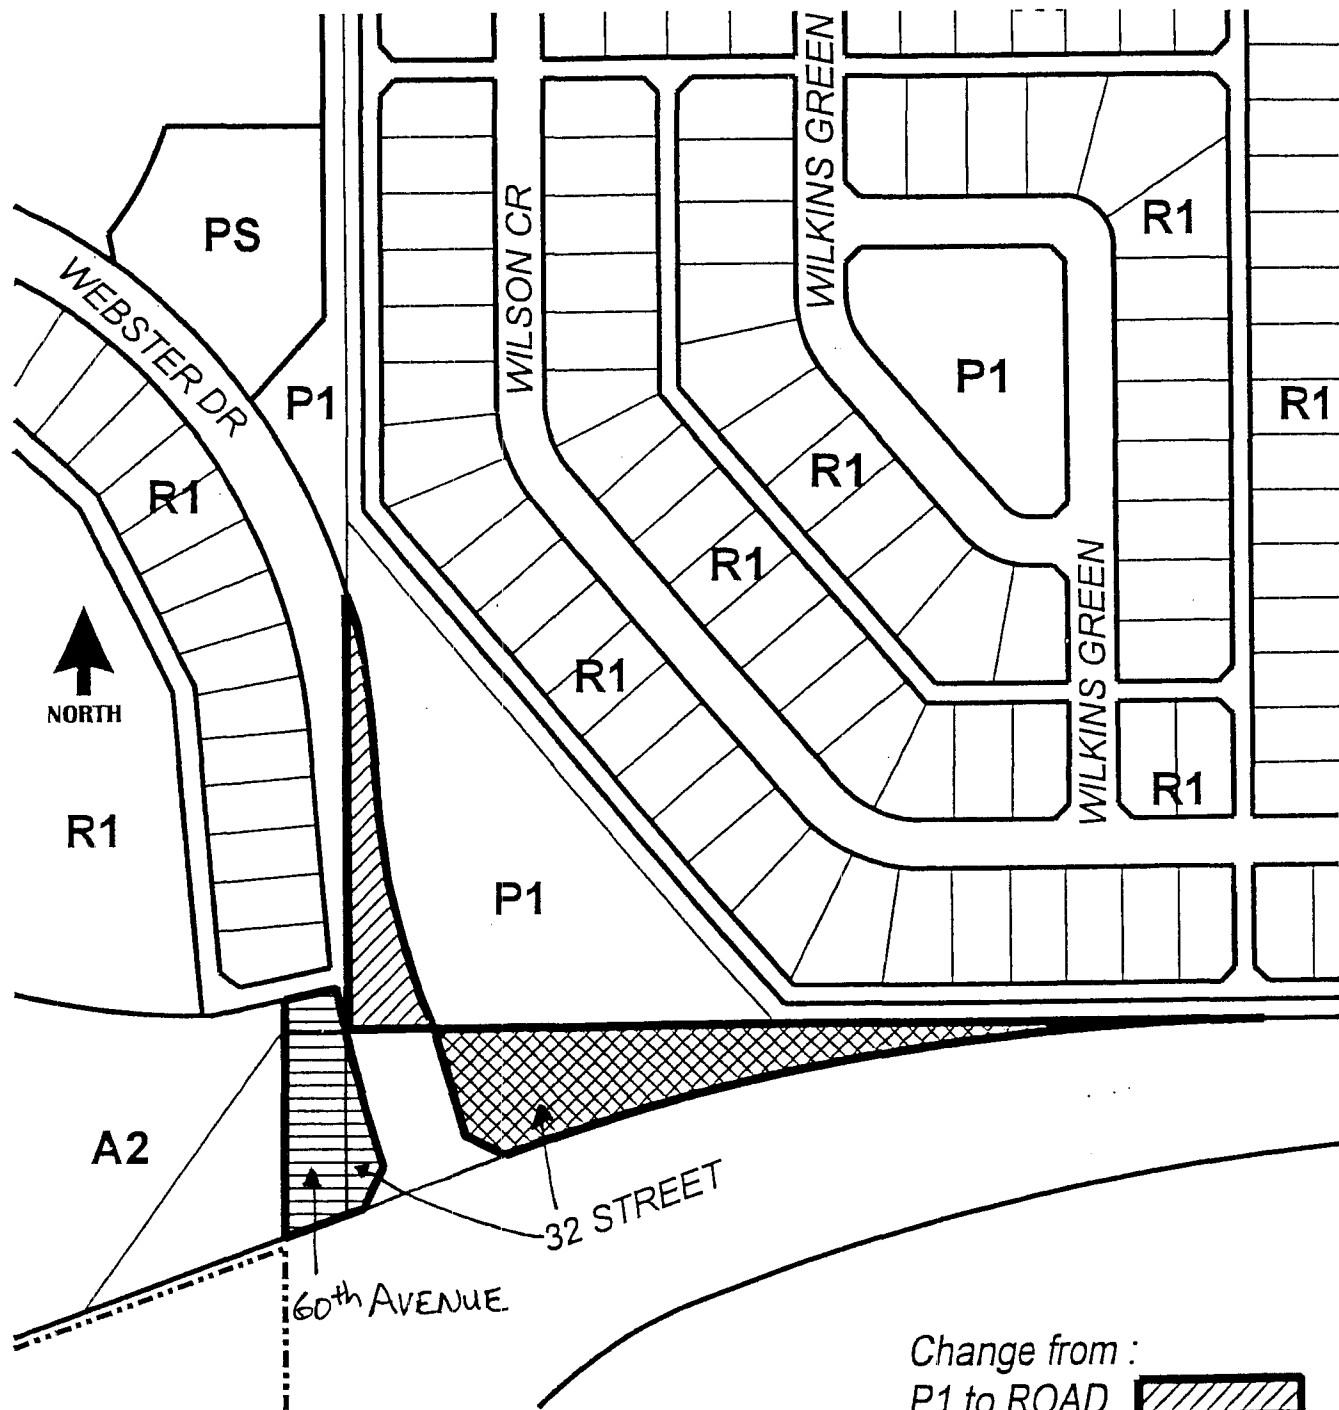 WILKINS GREEN
PS
WILSON CR
R1
WEBSTER DR
P1
P1
R1
R1
R1
R1
R1
WILKINS GREEN
NORTH
R1
R1
P1
A2
32 STREET
60th AVENUE
Change from :
P1 to ROAD